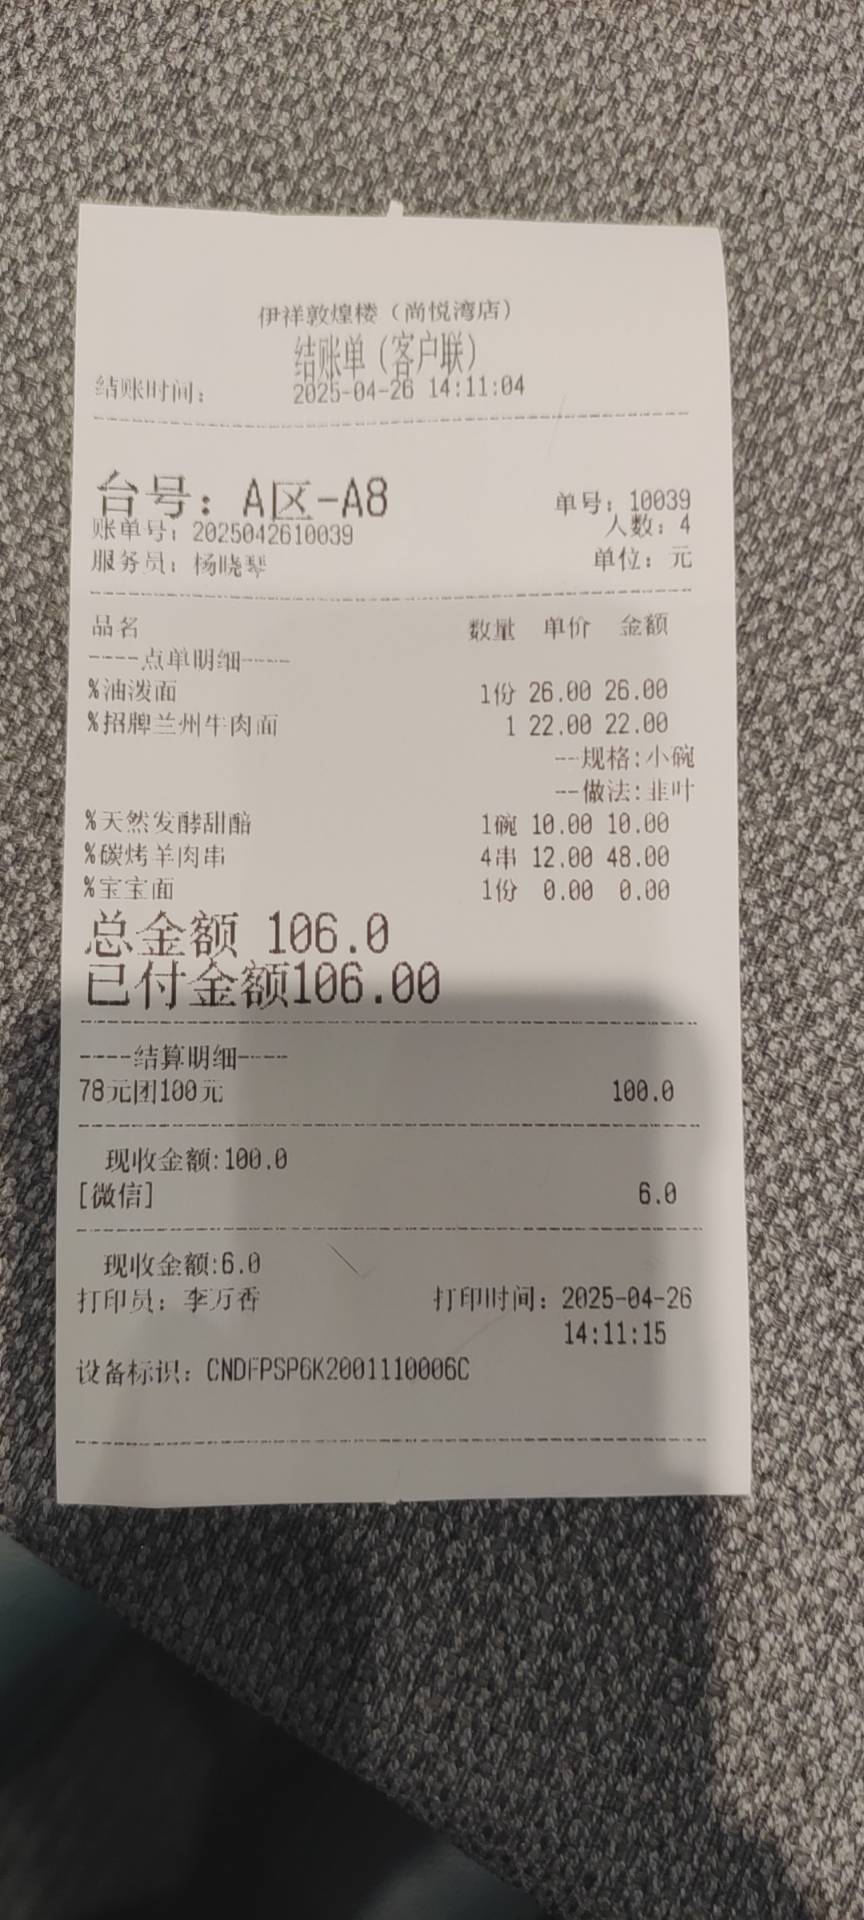 伊祥敦煌楼（尚悦湾店）
结账单（客户联）
结账时间： 2025-04-26 14:11:04
台号：A区-A8 单号：10039
账单号：2025042610039 人数：4
服务员：杨晓琴 单位：元
品名 数量 单价 金额
----点单明细----
%油泼面 1份 26.00 26.00
%招牌兰州牛肉面 1 22.00 22.00
--规格:小碗
--做法:韭叶
%天然发酵甜醅 1碗 10.00 10.00
%碳烤羊肉串 4串 12.00 48.00
%宝宝面 1份 0.00 0.00
总金额 106.0
已付金额106.00
----结算明细----
78元团100元 100.0
现收金额:100.0
[微信] 6.0
现收金额:6.0
打印员：李万香 打印时间：2025-04-26
14:11:15
设备标识：CNDFPSP6K2001110006C